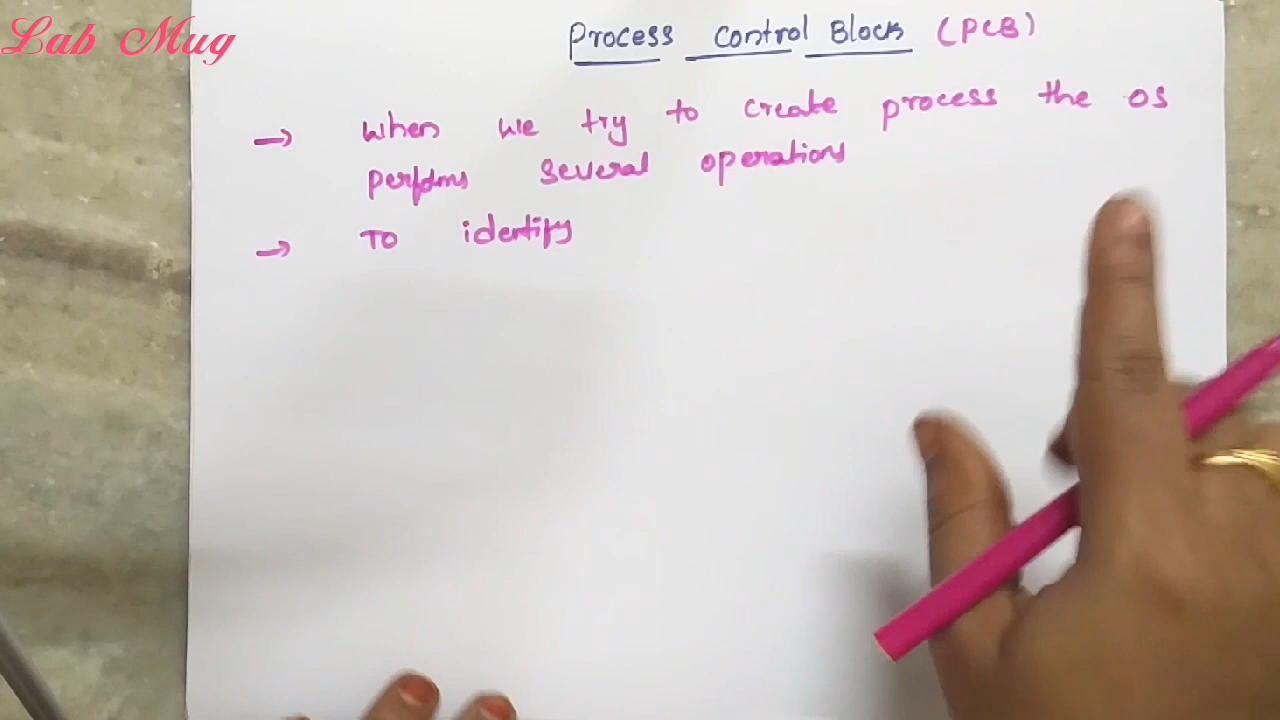 Lab Mug
Process Control Block (PCB)
→ when we try to create process the OS
performs several operations
→ To identify